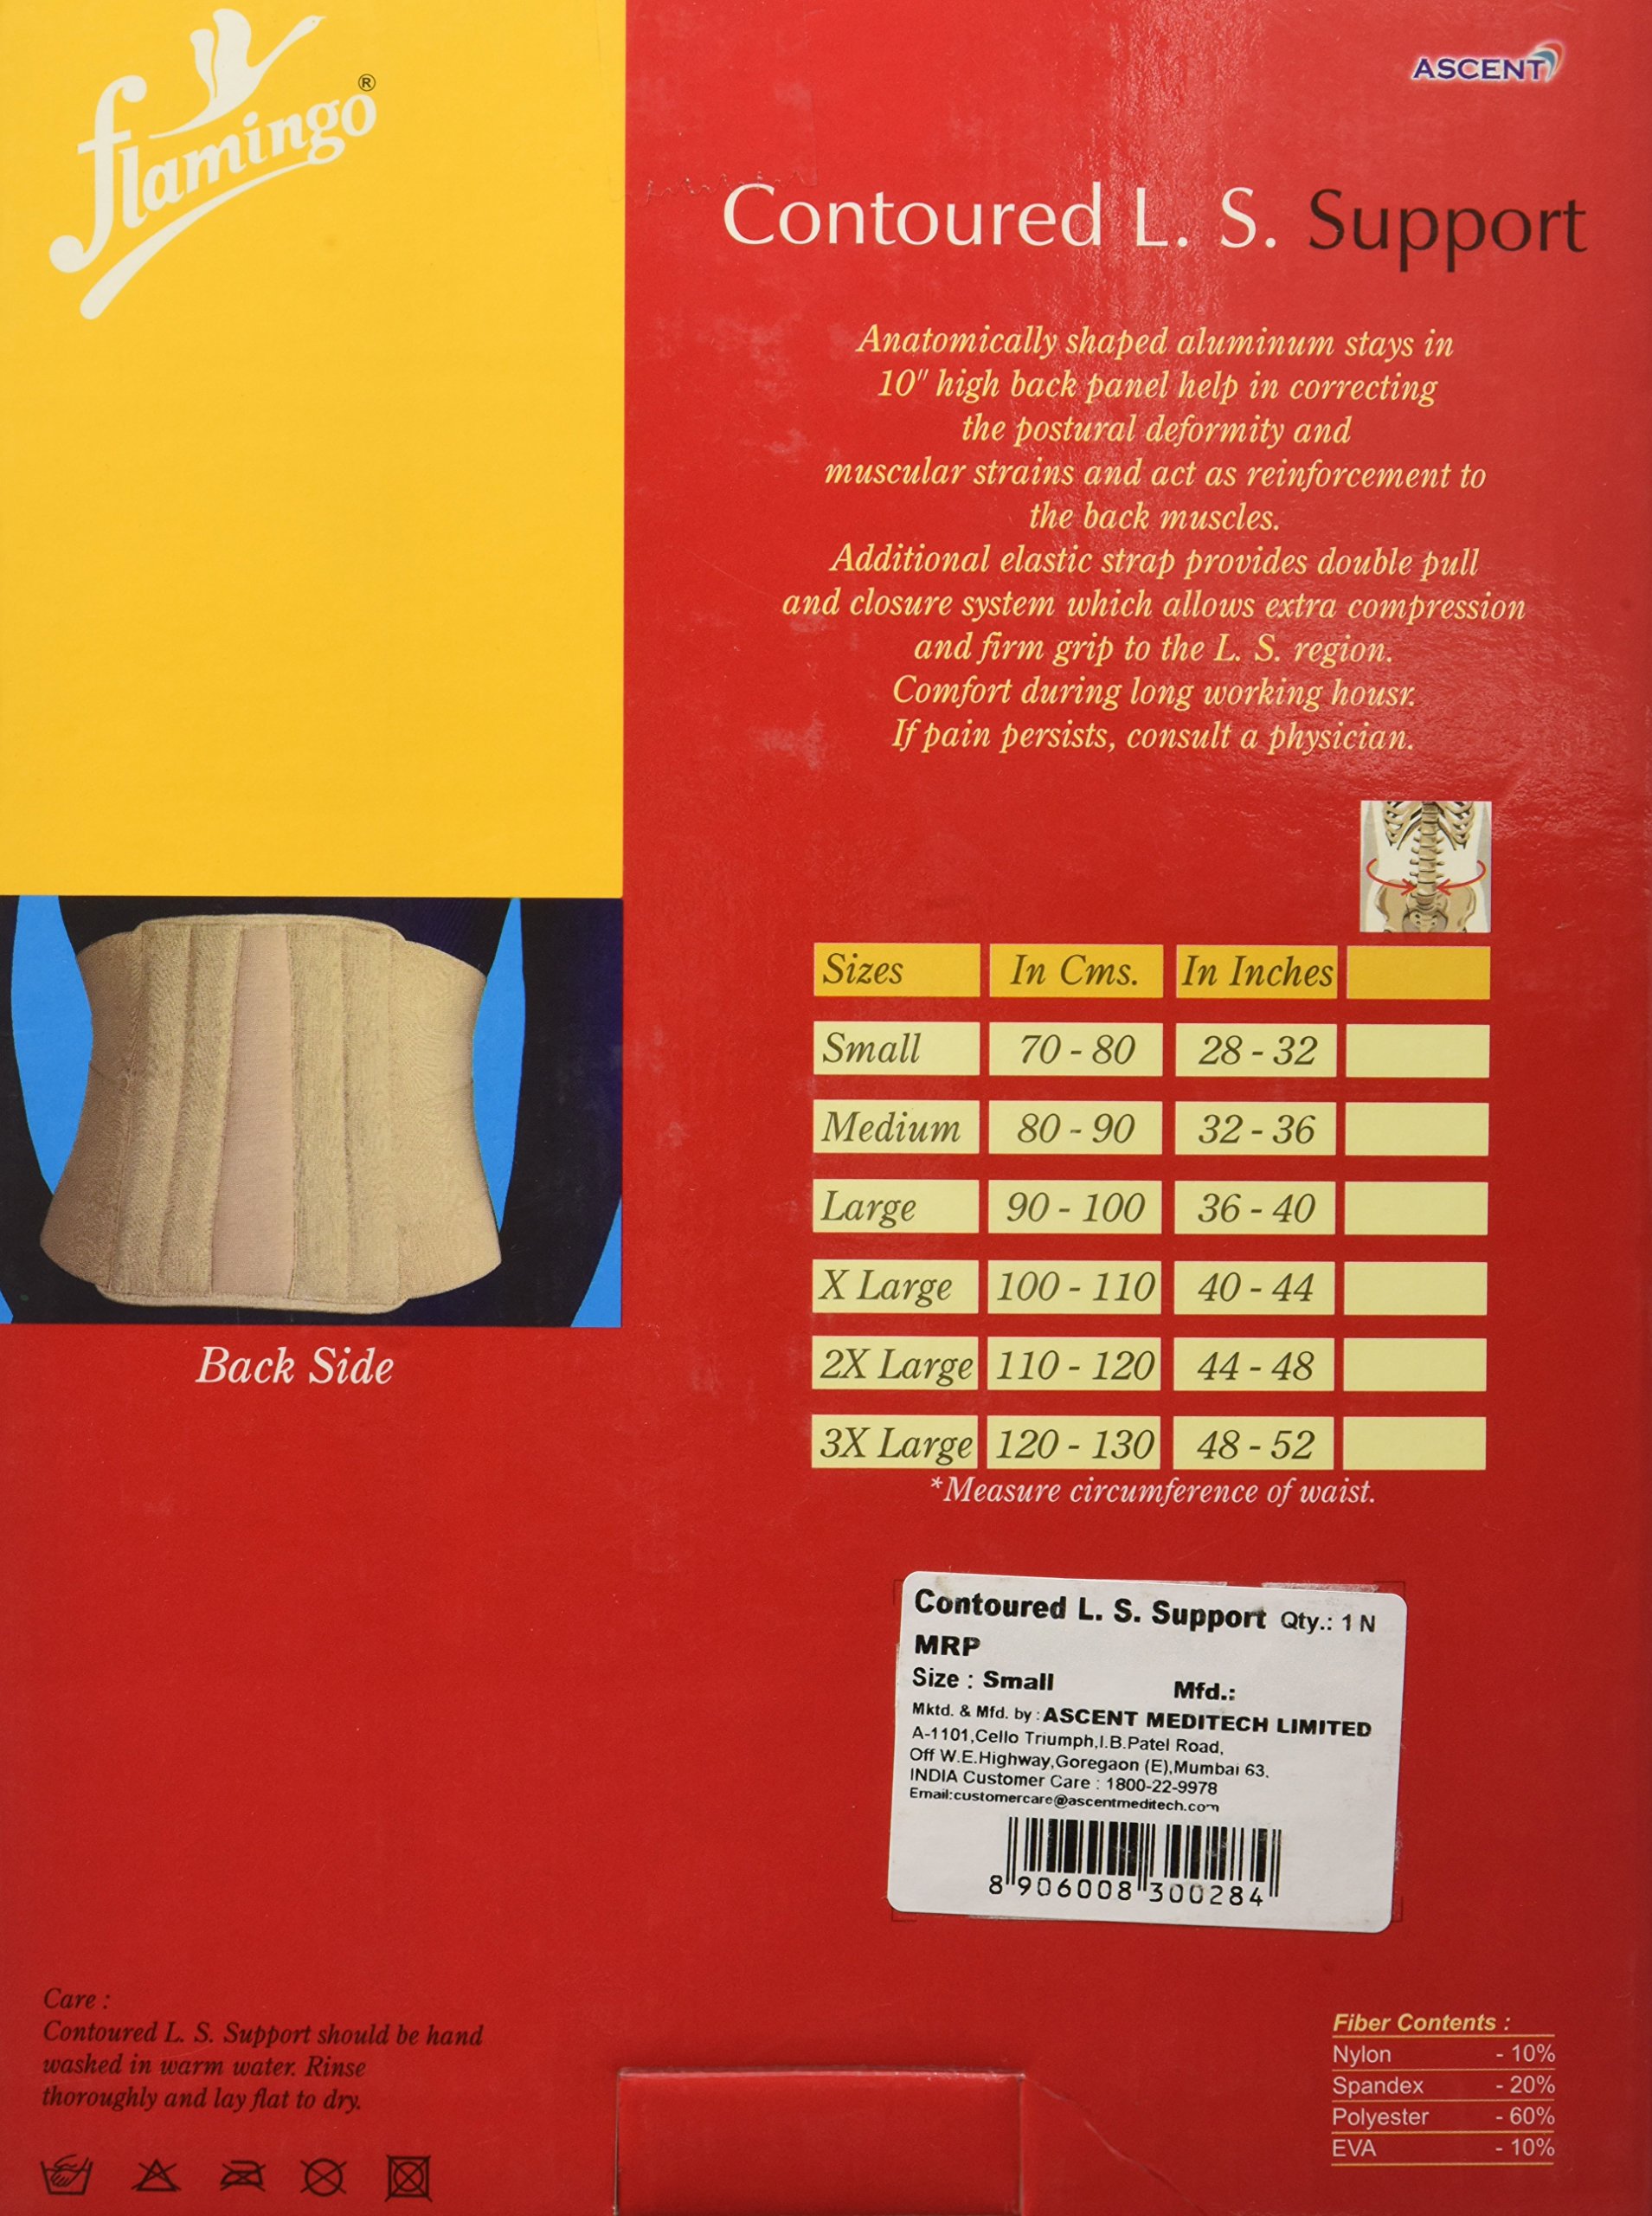 flamingo®
ASCENT
Contoured L. S. Support
Anatomically shaped aluminum stays in
10" high back panel help in correcting
the postural deformity and
muscular strains and act as reinforcement to
the back muscles.
Additional elastic strap provides double pull
and closure system which allows extra compression
and firm grip to the L. S. region.
Comfort during long working housr.
If pain persists, consult a physician.
Sizes In Cms. In Inches
Small 70 - 80 28 - 32
Medium 80 - 90 32 - 36
Large 90 - 100 36 - 40
X Large 100 - 110 40 - 44
2X Large 110 - 120 44 - 48
3X Large 120 - 130 48 - 52
*Measure circumference of waist.
Back Side
Contoured L. S. Support Qty.: 1 N
MRP
Size : Small Mfd.:
Mktd. & Mfd. by : ASCENT MEDITECH LIMITED
A-1101,Cello Triumph,I.B.Patel Road,
Off W.E.Highway,Goregaon (E),Mumbai 63.
INDIA Customer Care : 1800-22-9978
Email:customercare@ascentmeditech.com
8 906008 300284
Care :
Contoured L. S. Support should be hand
washed in warm water. Rinse
thoroughly and lay flat to dry.
Fiber Contents :
Nylon - 10%
Spandex - 20%
Polyester - 60%
EVA - 10%